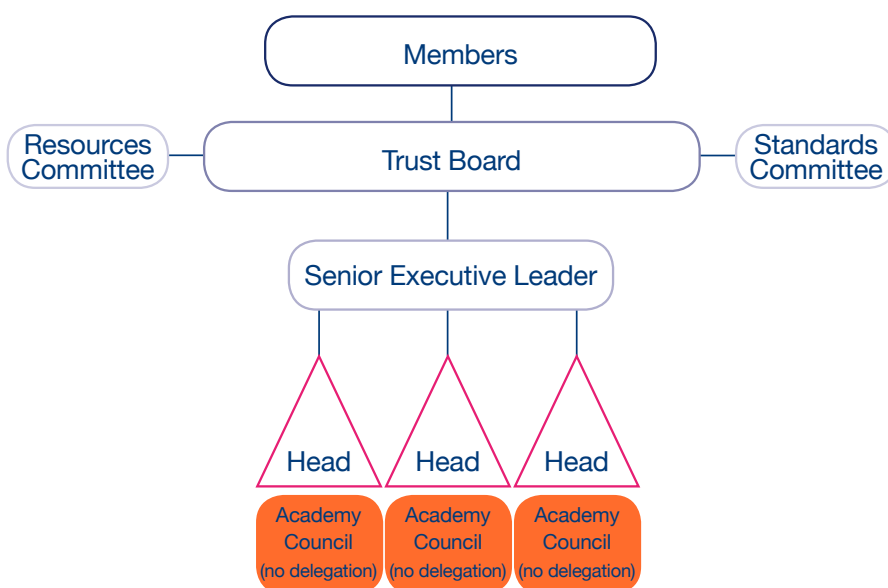 Members
Resources
Committee
Trust Board
Standards
Committee
Senior Executive Leader
Head
Head
Head
Academy
Council
(no delegation)
Academy
Council
(no delegation)
Academy
Council
(no delegation)